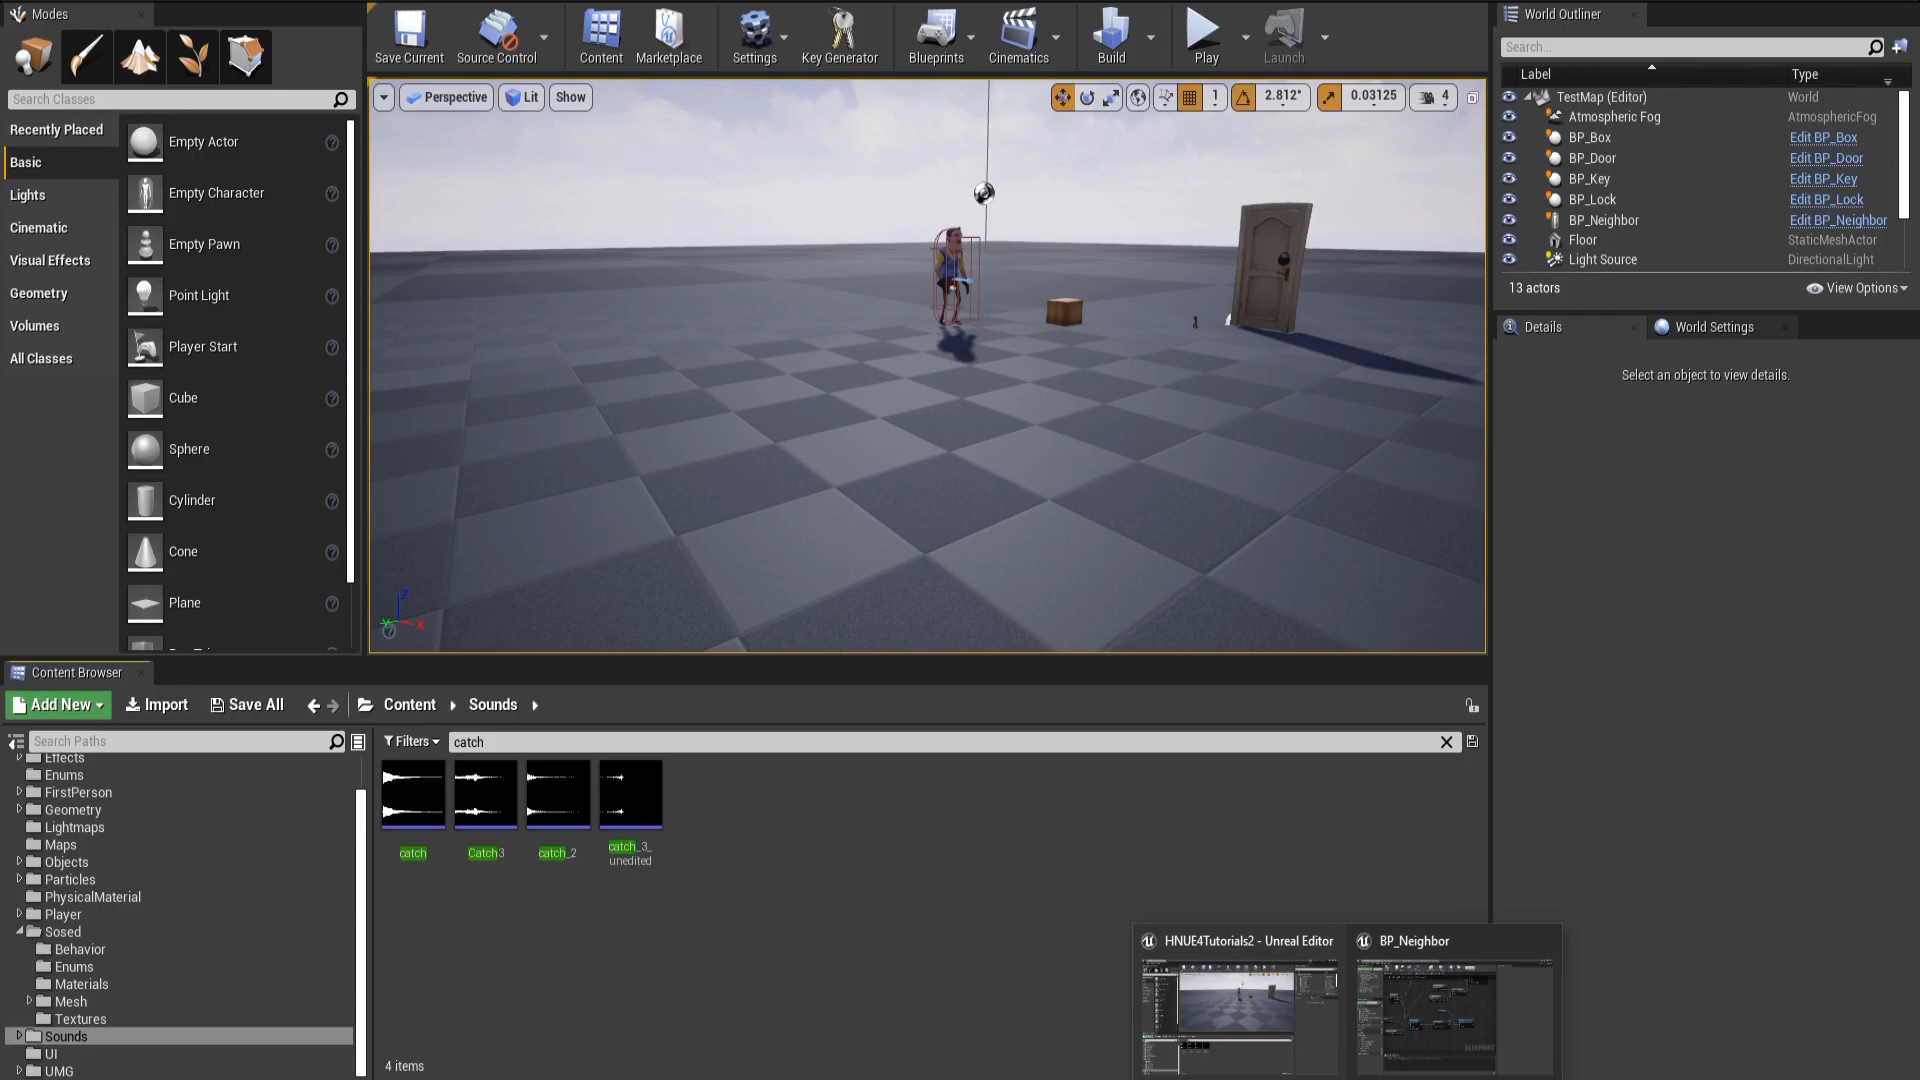 Modes
Save Current
Source Control
Content
Marketplace
Settings
Key Generator
Blueprints
Cinematics
Build
Play
Launch
World Outliner
Search...
Label
Type
Search Classes
Recently Placed
Basic
Lights
Cinematic
Visual Effects
Geometry
Volumes
All Classes
Empty Actor
Empty Character
Empty Pawn
Point Light
Player Start
Cube
Sphere
Cylinder
Cone
Plane
Perspective
Lit
Show
1
2.812°
0.03125
4
TestMap (Editor) World
Atmospheric Fog AtmosphericFog
BP_Box Edit BP_Box
BP_Door Edit BP_Door
BP_Key Edit BP_Key
BP_Lock Edit BP_Lock
BP_Neighbor Edit BP_Neighbor
Floor StaticMeshActor
Light Source DirectionalLight
13 actors
View Options
Details
World Settings
Select an object to view details.
Z
Y
X
Content Browser
Add New
Import
Save All
Content
Sounds
Search Paths
Filters
catch
Effects
Enums
FirstPerson
Geometry
Lightmaps
Maps
Objects
Particles
PhysicalMaterial
Player
Sosed
Behavior
Enums
Materials
Mesh
Textures
Sounds
UI
UMG
catch
Catch3
catch_2
catch_3_
unedited
4 items
HNUE4Tutorials2 - Unreal Editor
BP_Neighbor
BLUEPRINT